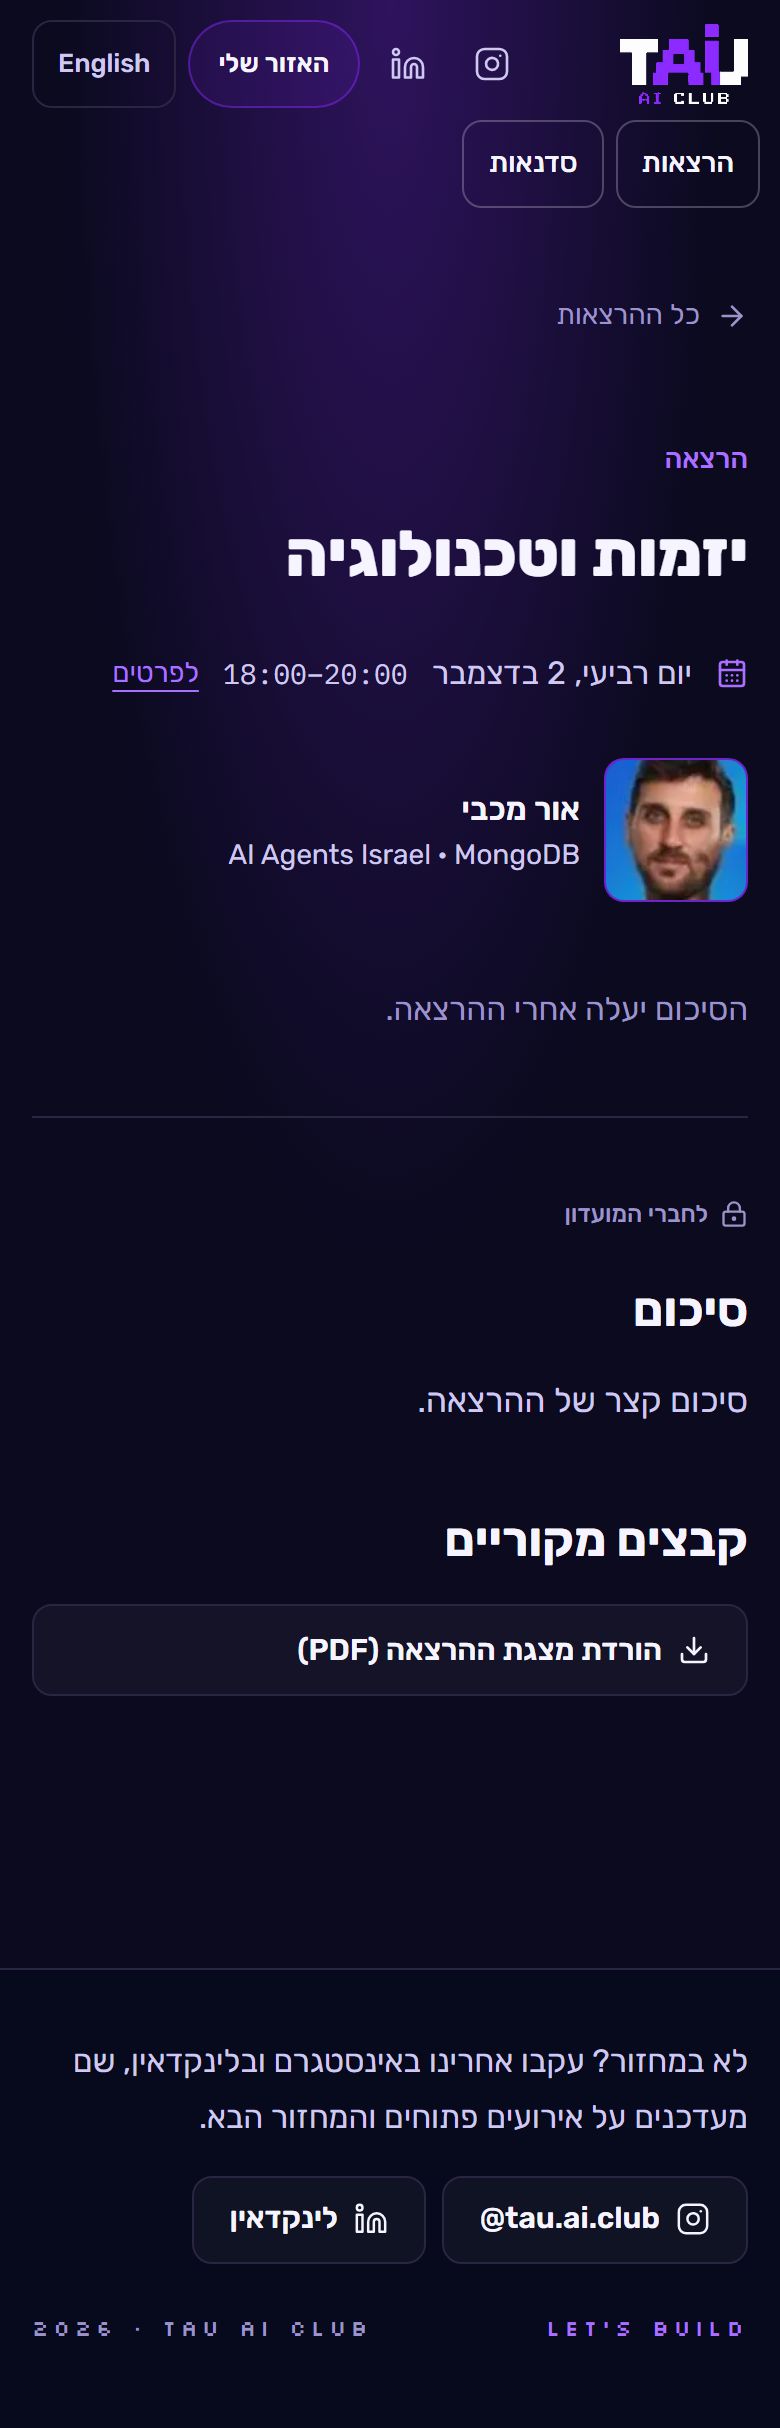 TAU
AI CLUB
האזור שלי
English
הרצאות
סדנאות
כל ההרצאות
הרצאה
יזמות וטכנולוגיה
יום רביעי, 2 בדצמבר 18:00–20:00 לפרטים
אור מכבי
AI Agents Israel • MongoDB
הסיכום יעלה אחרי ההרצאה.
לחברי המועדון
סיכום
סיכום קצר של ההרצאה.
קבצים מקוריים
הורדת מצגת ההרצאה (PDF)
לא במחזור? עקבו אחרינו באינסטגרם ובלינקדאין, שם
מעדכנים על אירועים פתוחים והמחזור הבא.
@tau.ai.club
לינקדאין
LET'S BUILD
2026 · TAU AI CLUB